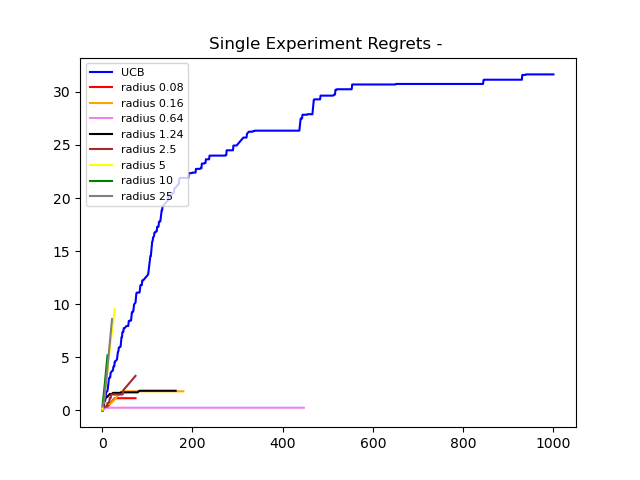 Single Experiment Regrets -
UCB
radius 0.08
radius 0.16
radius 0.64
radius 1.24
radius 2.5
radius 5
radius 10
radius 25
30
25
20
15
10
5
0
0 200 400 600 800 1000